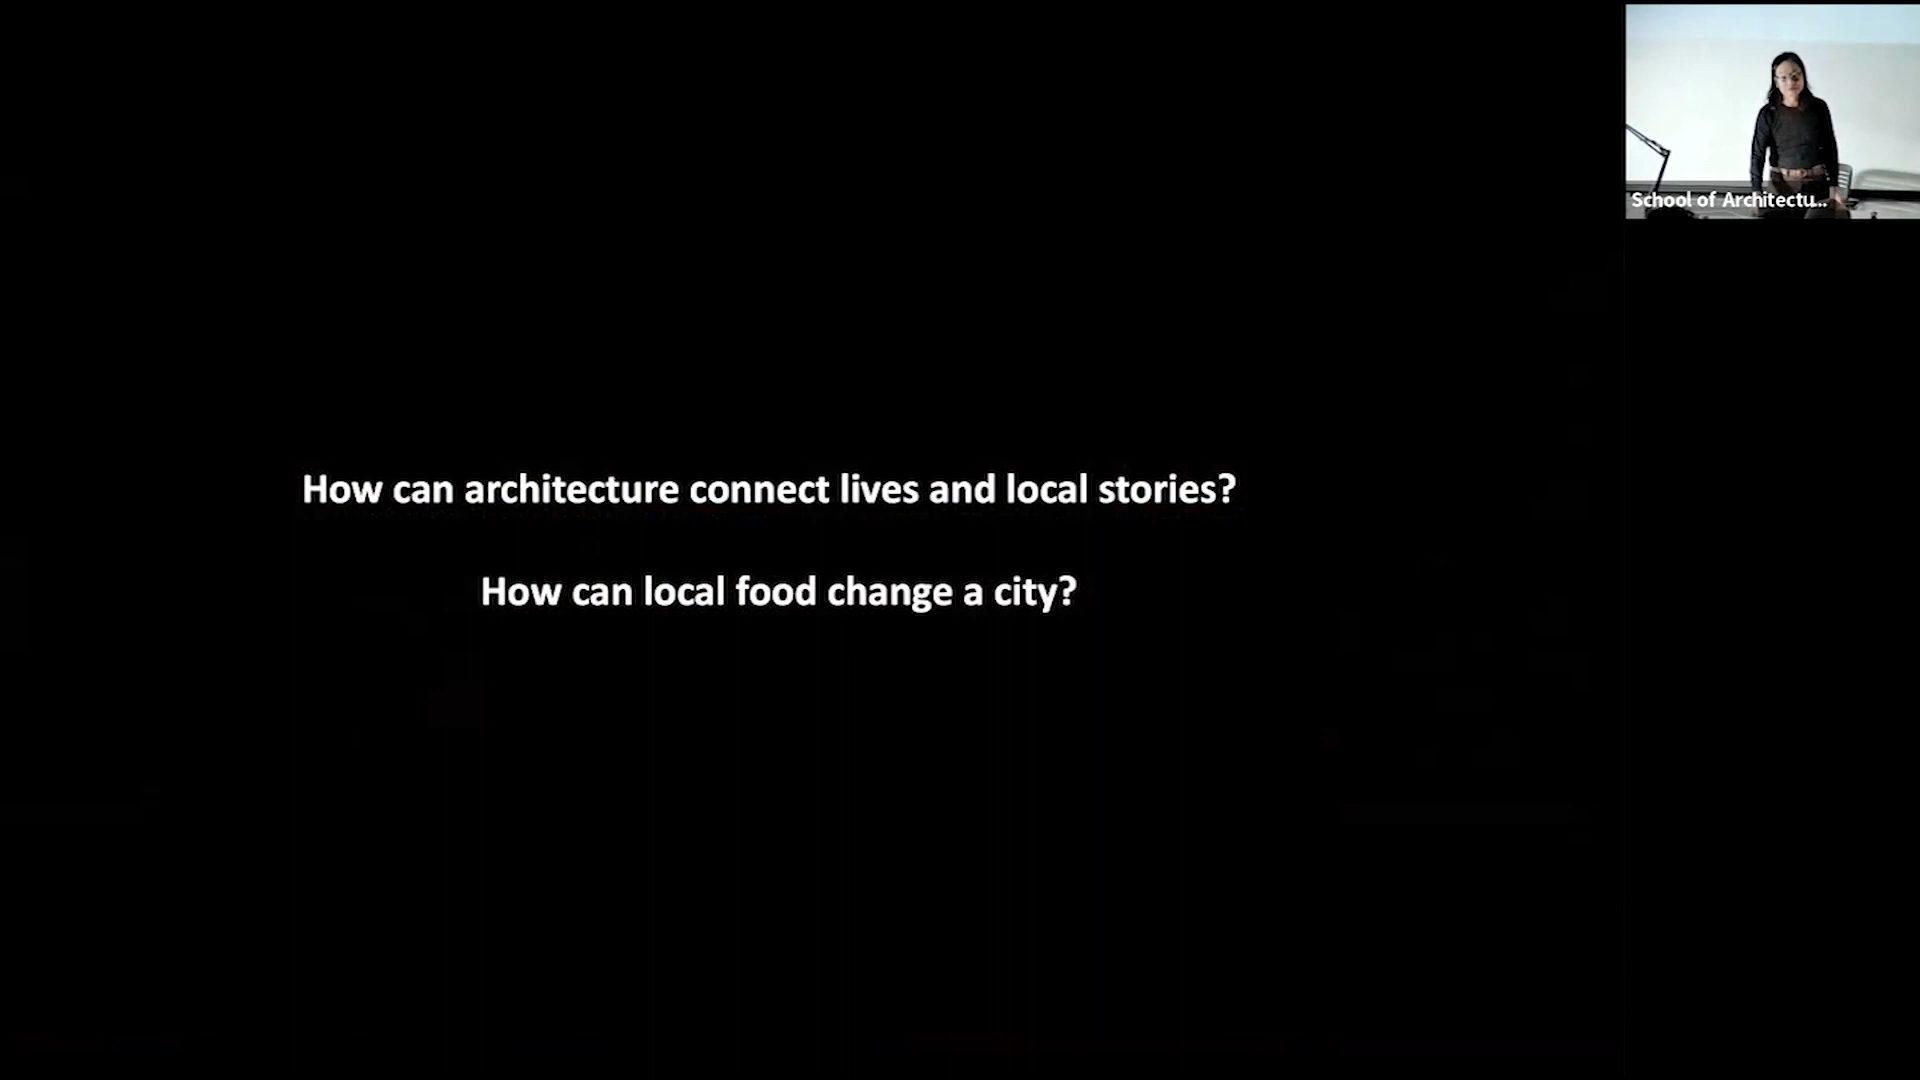 How can architecture connect lives and local stories?
How can local food change a city?
School of Architectu...